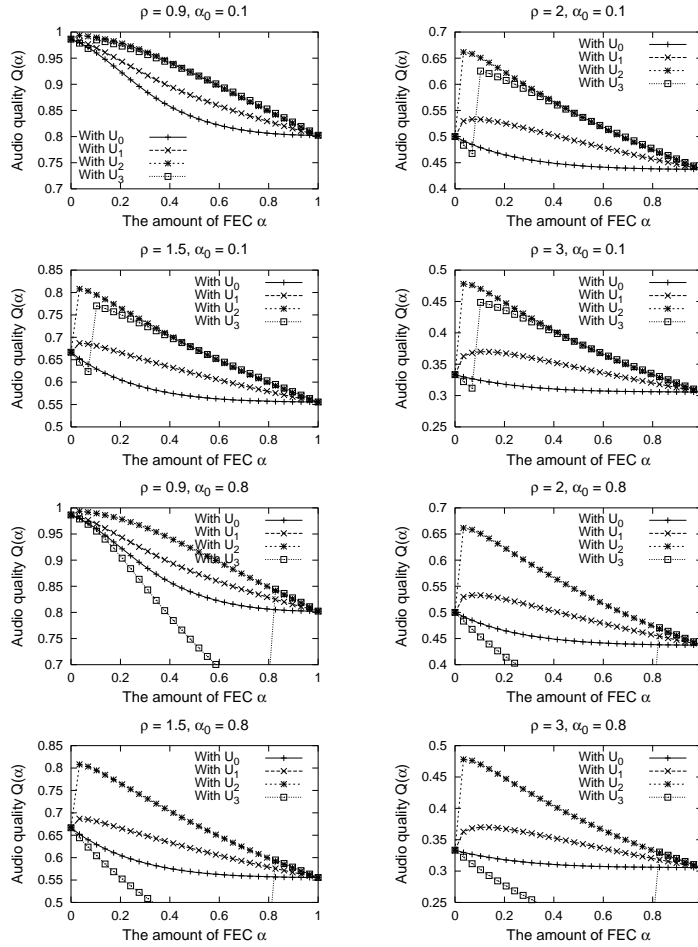 ρ = 0.9, α0 = 0.1
Audio quality Q(α)
1
0.95
0.9
0.85
0.8
0.75
0.7
With U0
With U1
With U2
With U3
0 0.2 0.4 0.6 0.8 1
The amount of FEC α
ρ = 2, α0 = 0.1
Audio quality Q(α)
0.7
0.65
0.6
0.55
0.5
0.45
0.4
With U0
With U1
With U2
With U3
0 0.2 0.4 0.6 0.8
The amount of FEC α
ρ = 1.5, α0 = 0.1
Audio quality Q(α)
0.85
0.8
0.75
0.7
0.65
0.6
0.55
0.5
With U0
With U1
With U2
With U3
0 0.2 0.4 0.6 0.8 1
The amount of FEC α
ρ = 3, α0 = 0.1
Audio quality Q(α)
0.5
0.45
0.4
0.35
0.3
0.25
With U0
With U1
With U2
With U3
0 0.2 0.4 0.6 0.8
The amount of FEC α
ρ = 0.9, α0 = 0.8
Audio quality Q(α)
1
0.95
0.9
0.85
0.8
0.75
0.7
With U0
With U1
With U2
With U3
0 0.2 0.4 0.6 0.8 1
The amount of FEC α
ρ = 2, α0 = 0.8
Audio quality Q(α)
0.7
0.65
0.6
0.55
0.5
0.45
0.4
With U0
With U1
With U2
With U3
0 0.2 0.4 0.6 0.8
The amount of FEC α
ρ = 1.5, α0 = 0.8
Audio quality Q(α)
0.85
0.8
0.75
0.7
0.65
0.6
0.55
0.5
With U0
With U1
With U2
With U3
0 0.2 0.4 0.6 0.8 1
The amount of FEC α
ρ = 3, α0 = 0.8
Audio quality Q(α)
0.5
0.45
0.4
0.35
0.3
0.25
With U0
With U1
With U2
With U3
0 0.2 0.4 0.6 0.8
The amount of FEC α